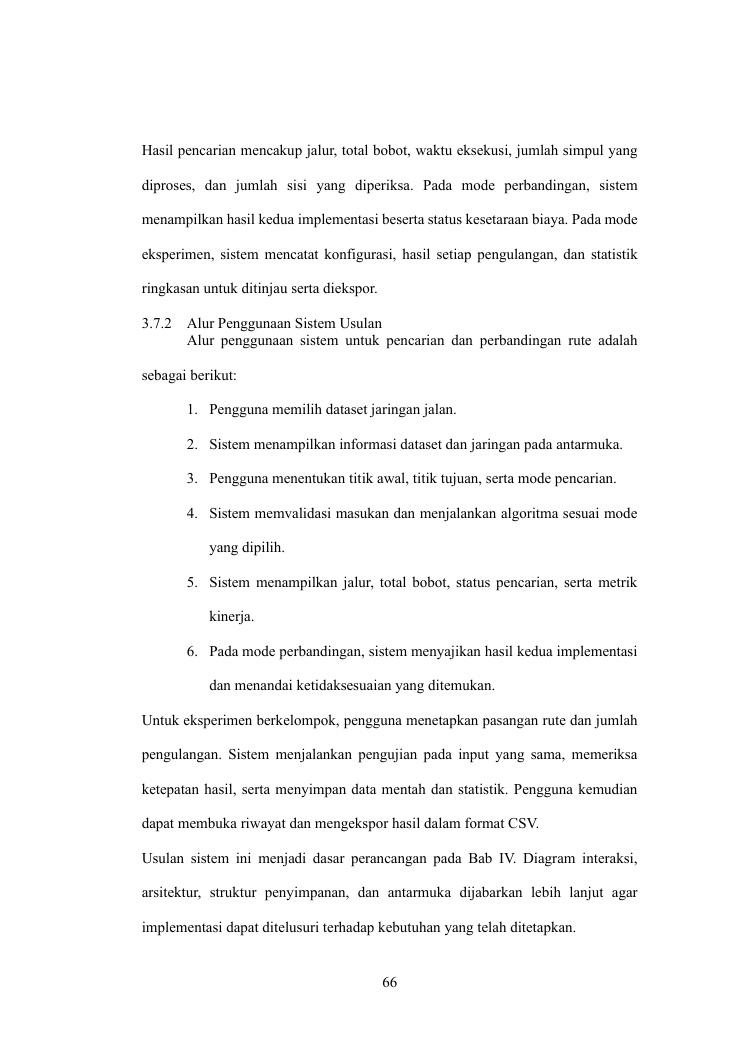 Hasil pencarian mencakup jalur, total bobot, waktu eksekusi, jumlah simpul yang
diproses, dan jumlah sisi yang diperiksa. Pada mode perbandingan, sistem
menampilkan hasil kedua implementasi beserta status kesetaraan biaya. Pada mode
eksperimen, sistem mencatat konfigurasi, hasil setiap pengulangan, dan statistik
ringkasan untuk ditinjau serta diekspor.
3.7.2 Alur Penggunaan Sistem Usulan
Alur penggunaan sistem untuk pencarian dan perbandingan rute adalah
sebagai berikut:
1. Pengguna memilih dataset jaringan jalan.
2. Sistem menampilkan informasi dataset dan jaringan pada antarmuka.
3. Pengguna menentukan titik awal, titik tujuan, serta mode pencarian.
4. Sistem memvalidasi masukan dan menjalankan algoritma sesuai mode
yang dipilih.
5. Sistem menampilkan jalur, total bobot, status pencarian, serta metrik
kinerja.
6. Pada mode perbandingan, sistem menyajikan hasil kedua implementasi
dan menandai ketidaksesuaian yang ditemukan.
Untuk eksperimen berkelompok, pengguna menetapkan pasangan rute dan jumlah
pengulangan. Sistem menjalankan pengujian pada input yang sama, memeriksa
ketepatan hasil, serta menyimpan data mentah dan statistik. Pengguna kemudian
dapat membuka riwayat dan mengekspor hasil dalam format CSV.
Usulan sistem ini menjadi dasar perancangan pada Bab IV. Diagram interaksi,
arsitektur, struktur penyimpanan, dan antarmuka dijabarkan lebih lanjut agar
implementasi dapat ditelusuri terhadap kebutuhan yang telah ditetapkan.
66